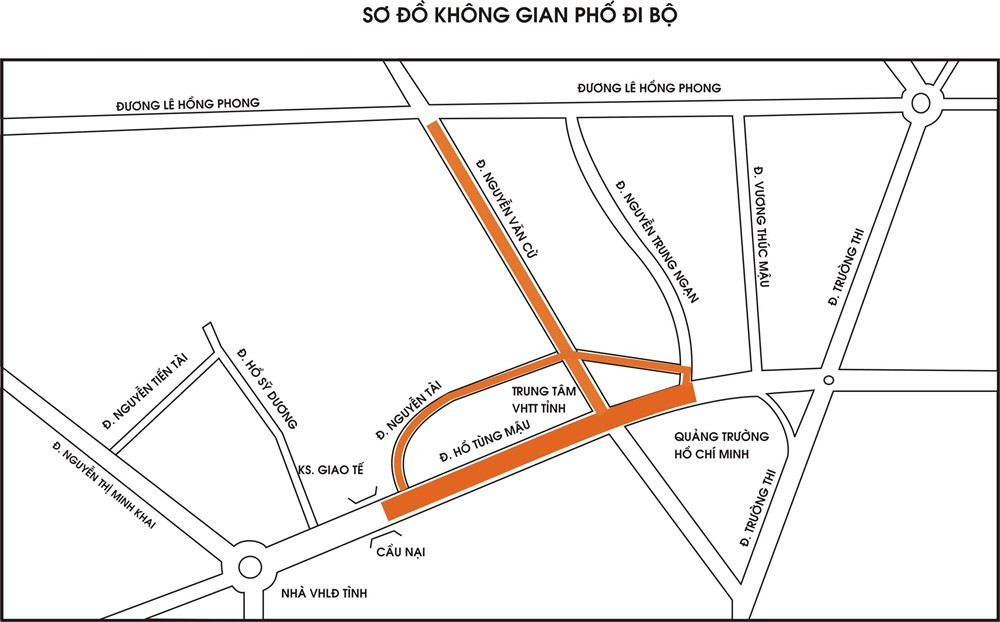 SƠ ĐỒ KHÔNG GIAN PHỐ ĐI BỘ
ĐƯƠNG LÊ HỒNG PHONG
ĐƯƠNG LÊ HỒNG PHONG
Đ. NGUYỄN VĂN CỪ
Đ. NGUYỄN TRUNG NGẠN
Đ. VƯƠNG THÚC MẬU
Đ. TRƯỜNG THI
Đ. NGUYỄN TIẾN TÀI
Đ. HỒ SỸ DƯƠNG
Đ. NGUYỄN TÀI
TRUNG TÂM
VHTT TỈNH
Đ. HỒ TÙNG MẬU
QUẢNG TRƯỜNG
HỒ CHÍ MINH
Đ. NGUYỄN THỊ MINH KHAI
KS. GIAO TẾ
Đ. TRƯỜNG THI
CẦU NẠI
NHÀ VHLĐ TỈNH